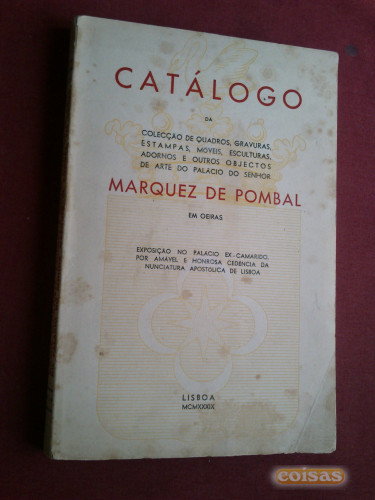 CATÁLOGO
DA
COLECÇÃO DE QUADROS, GRAVURAS,
ESTAMPAS, MOVEIS, ESCULTURAS,
ADORNOS E OUTROS OBJECTOS
DE ARTE DO PALÁCIO DO SENHOR
MARQUEZ DE POMBAL
EM OEIRAS
EXPOSIÇÃO NO PALACIO EX-CAMARIDO,
POR AMAVEL E HONROSA CEDENCIA DA
NUNCIATURA APOSTÓLICA DE LISBOA
LISBOA
MCMXXXIX
coisas